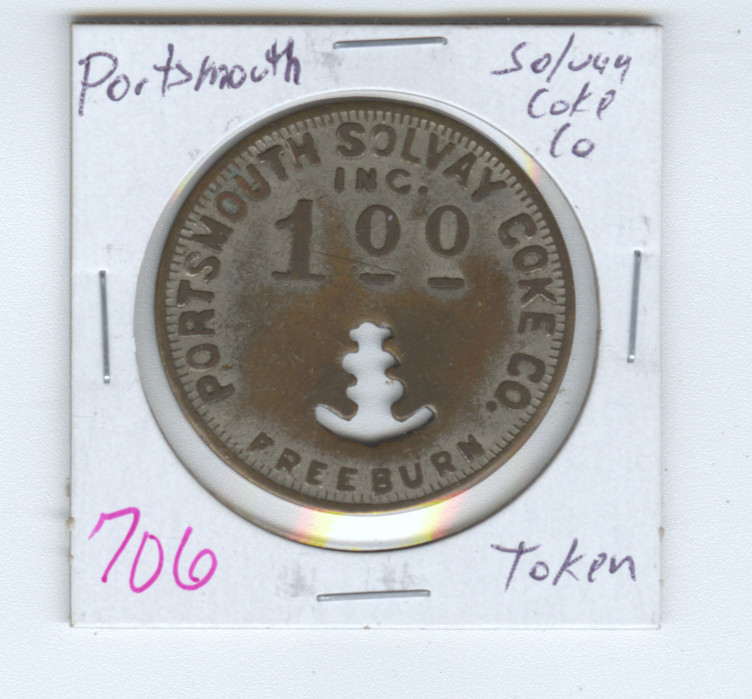 Portsmouth
Solvay
Coke
Co
PORTSMOUTH SOLVAY COKE CO.
INC.
1 00
FREEBURN
706
Token